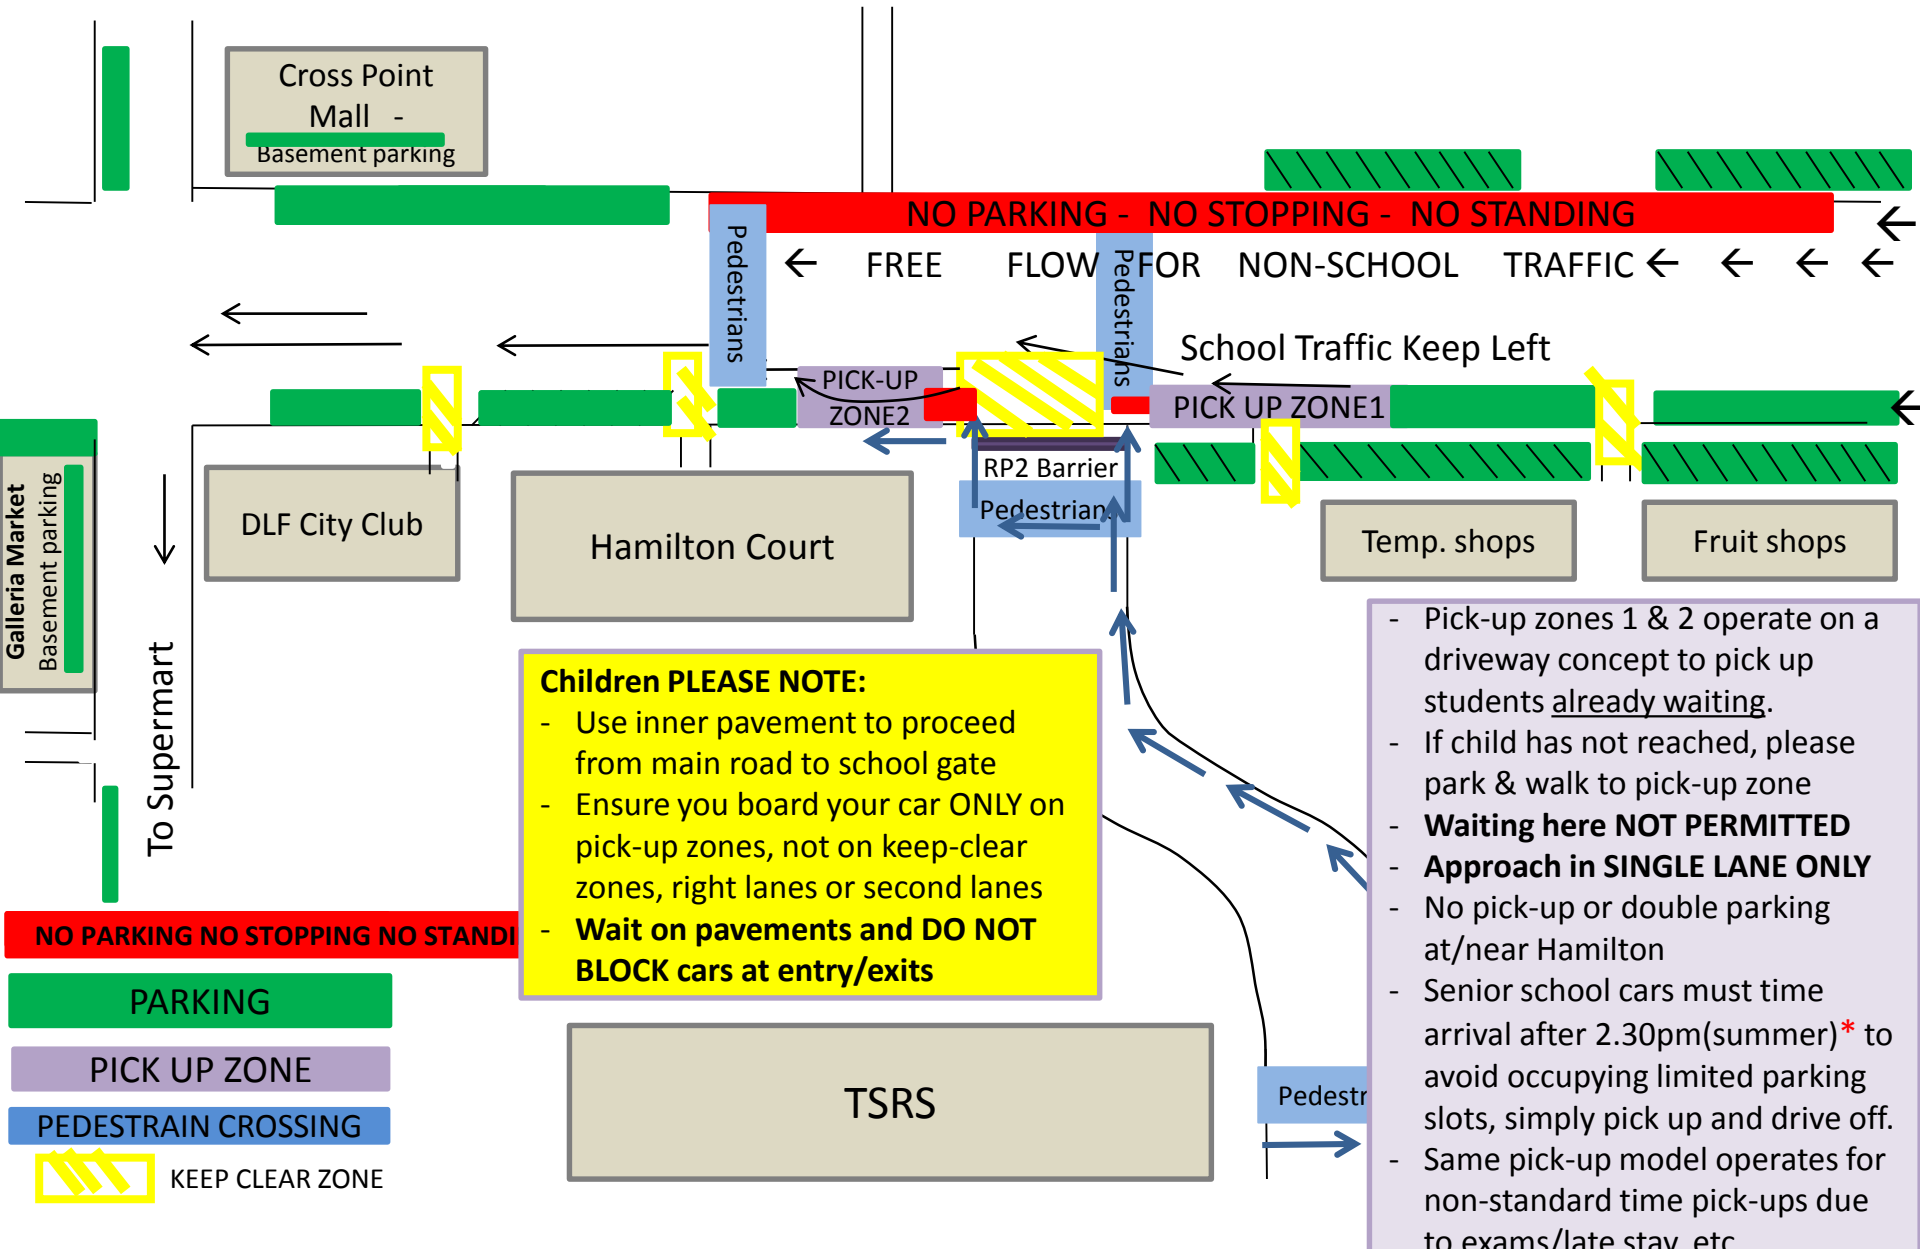 Cross Point
Mall -
Basement parking
NO PARKING - NO STOPPING - NO STANDING
← FREE FLOW FOR NON-SCHOOL TRAFFIC ← ← ← ←
Pedestrians
Pedestrians
School Traffic Keep Left
PICK-UP
ZONE2
PICK UP ZONE1
RP2 Barrier
Pedestrians
Galleria Market
Basement parking
DLF City Club
Hamilton Court
Temp. shops
Fruit shops
To Supermart
Children PLEASE NOTE:
- Use inner pavement to proceed
from main road to school gate
- Ensure you board your car ONLY on
pick-up zones, not on keep-clear
zones, right lanes or second lanes
- Wait on pavements and DO NOT
BLOCK cars at entry/exits
- Pick-up zones 1 & 2 operate on a
driveway concept to pick up
students already waiting.
- If child has not reached, please
park & walk to pick-up zone
- Waiting here NOT PERMITTED
- Approach in SINGLE LANE ONLY
- No pick-up or double parking
at/near Hamilton
- Senior school cars must time
arrival after 2.30pm(summer)* to
avoid occupying limited parking
slots, simply pick up and drive off.
- Same pick-up model operates for
non-standard time pick-ups due
to exams/late stay, etc
NO PARKING NO STOPPING NO STANDI
PARKING
PICK UP ZONE
PEDESTRAIN CROSSING
KEEP CLEAR ZONE
TSRS
Pedestr